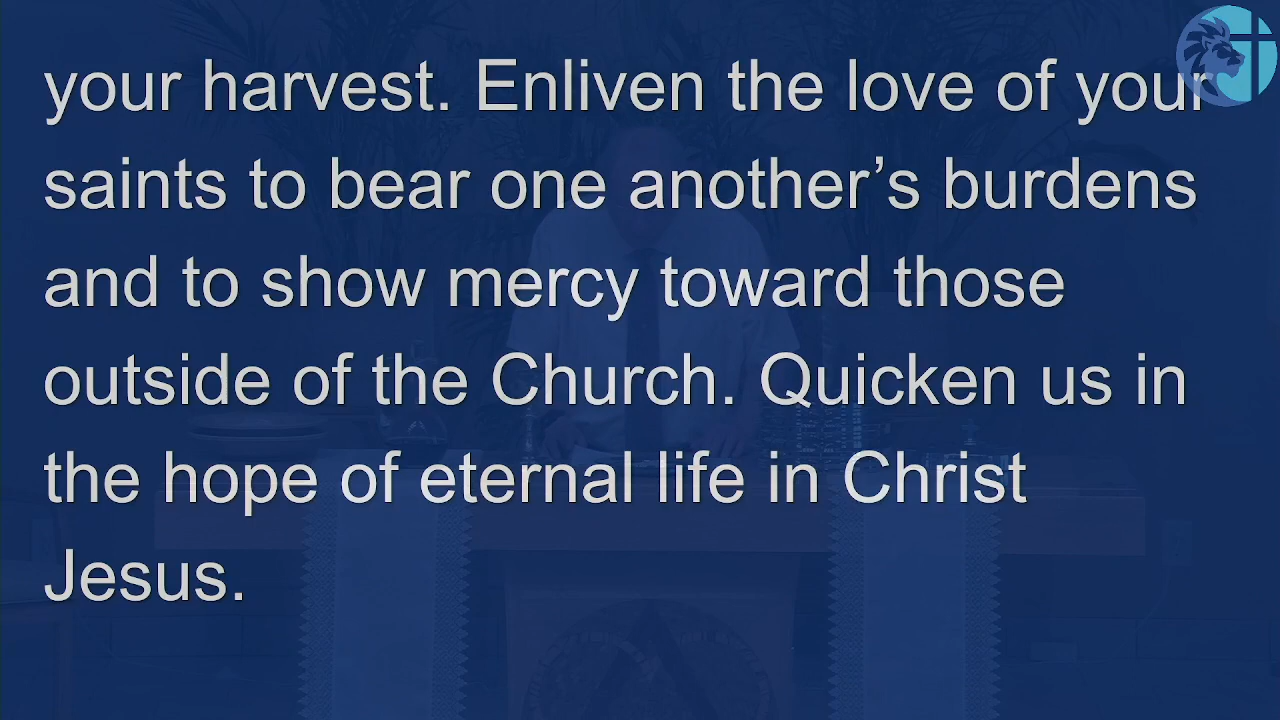 your harvest. Enliven the love of your
saints to bear one another’s burdens
and to show mercy toward those
outside of the Church. Quicken us in
the hope of eternal life in Christ
Jesus.